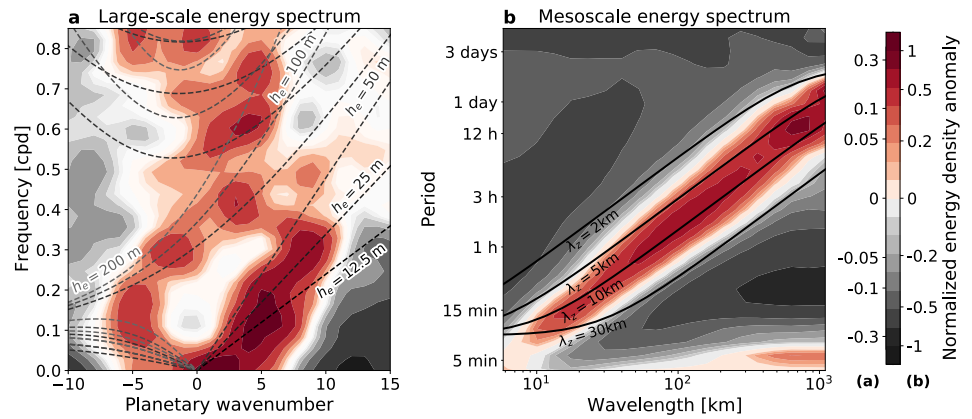 a Large-scale energy spectrum
Frequency [cpd]
0.8
0.7
0.6
0.5
0.4
0.3
0.2
0.1
0.0
−10
−5
0
5
10
15
Planetary wavenumber
h_e = 100 m
h_e = 50 m
h_e = 25 m
h_e = 12.5 m
h_e = 200 m
b Mesoscale energy spectrum
Period
3 days
1 day
12 h
3 h
1 h
15 min
5 min
10^1
10^2
10^3
Wavelength [km]
λ_z = 2km
λ_z = 5km
λ_z = 10km
λ_z = 30km
0.3
0.1
0.05
0
-0.05
-0.1
-0.3
(a)
1
0.5
0.2
0
-0.2
-0.5
-1
(b)
Normalized energy density anomaly